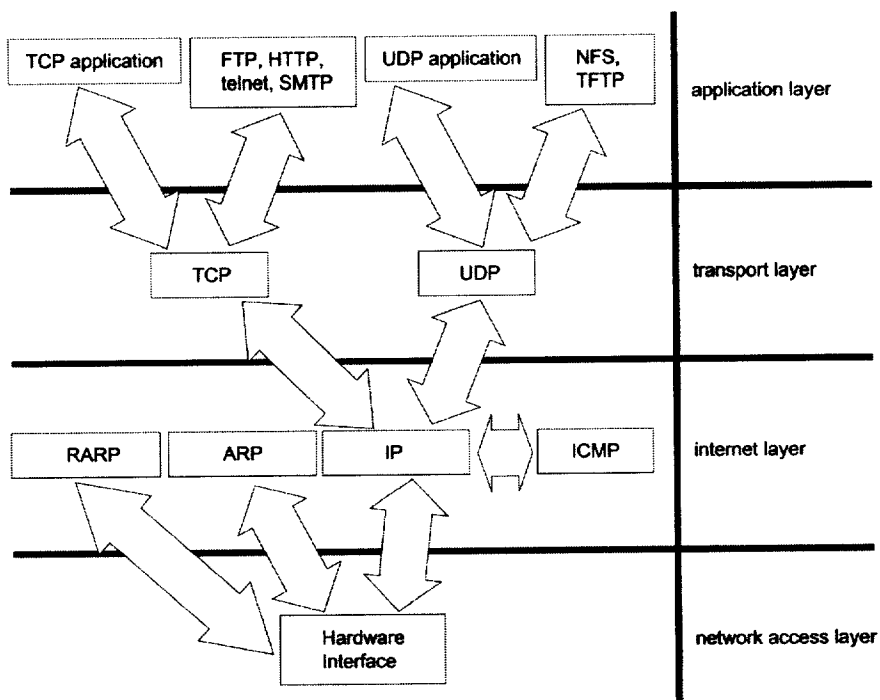 TCP application
FTP, HTTP,
telnet, SMTP
UDP application
NFS,
TFTP
application layer
TCP
UDP
transport layer
RARP
ARP
IP
ICMP
internet layer
Hardware
Interface
network access layer